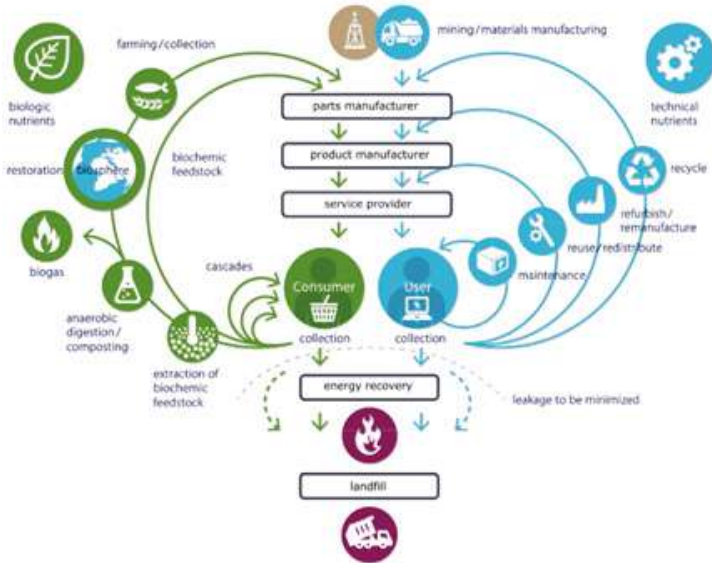 farming/collection
mining/materials manufacturing
biologic
nutrients
technical
nutrients
parts manufacturer
restoration
biosphere
biochemic
feedstock
product manufacturer
recycle
service provider
refurbish/
remanufacture
reuse/redistribute
biogas
cascades
Consumer
User
maintenance
anaerobic
digestion/
composting
collection
collection
extraction of
biochemic
feedstock
energy recovery
leakage to be minimized
landfill